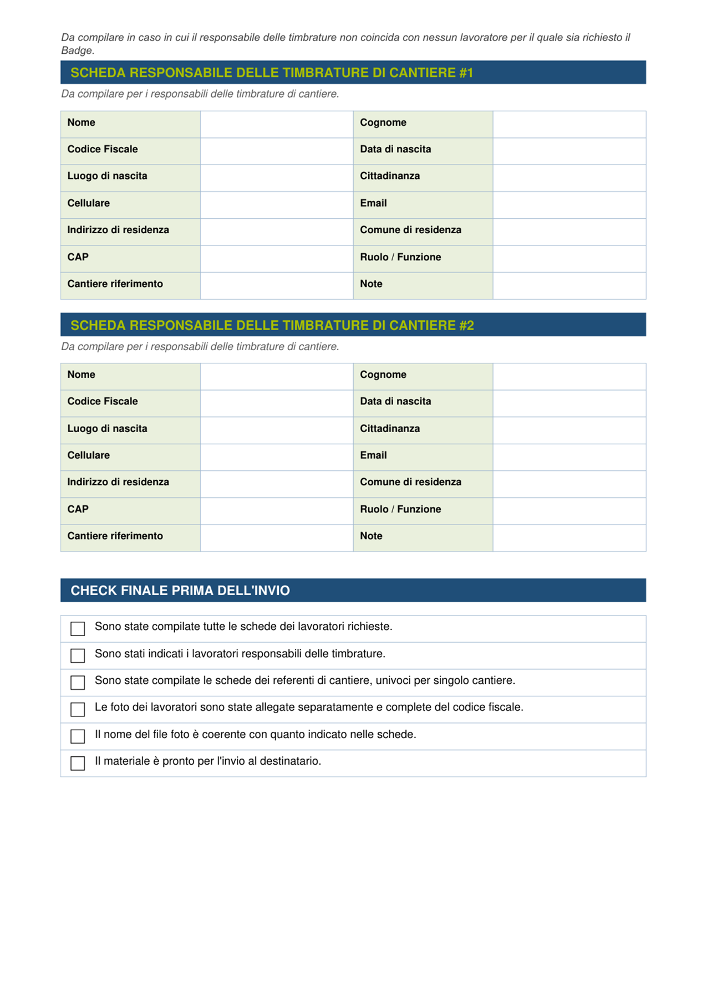 Da compilare in caso in cui il responsabile delle timbrature non coincida con nessun lavoratore per il quale sia richiesto il
Badge.
SCHEDA RESPONSABILE DELLE TIMBRATURE DI CANTIERE #1
Da compilare per i responsabili delle timbrature di cantiere.
Nome Cognome
Codice Fiscale Data di nascita
Luogo di nascita Cittadinanza
Cellulare Email
Indirizzo di residenza Comune di residenza
CAP Ruolo / Funzione
Cantiere riferimento Note
SCHEDA RESPONSABILE DELLE TIMBRATURE DI CANTIERE #2
Da compilare per i responsabili delle timbrature di cantiere.
Nome Cognome
Codice Fiscale Data di nascita
Luogo di nascita Cittadinanza
Cellulare Email
Indirizzo di residenza Comune di residenza
CAP Ruolo / Funzione
Cantiere riferimento Note
CHECK FINALE PRIMA DELL'INVIO
Sono state compilate tutte le schede dei lavoratori richieste.
Sono stati indicati i lavoratori responsabili delle timbrature.
Sono state compilate le schede dei referenti di cantiere, univoci per singolo cantiere.
Le foto dei lavoratori sono state allegate separatamente e complete del codice fiscale.
Il nome del file foto è coerente con quanto indicato nelle schede.
Il materiale è pronto per l'invio al destinatario.